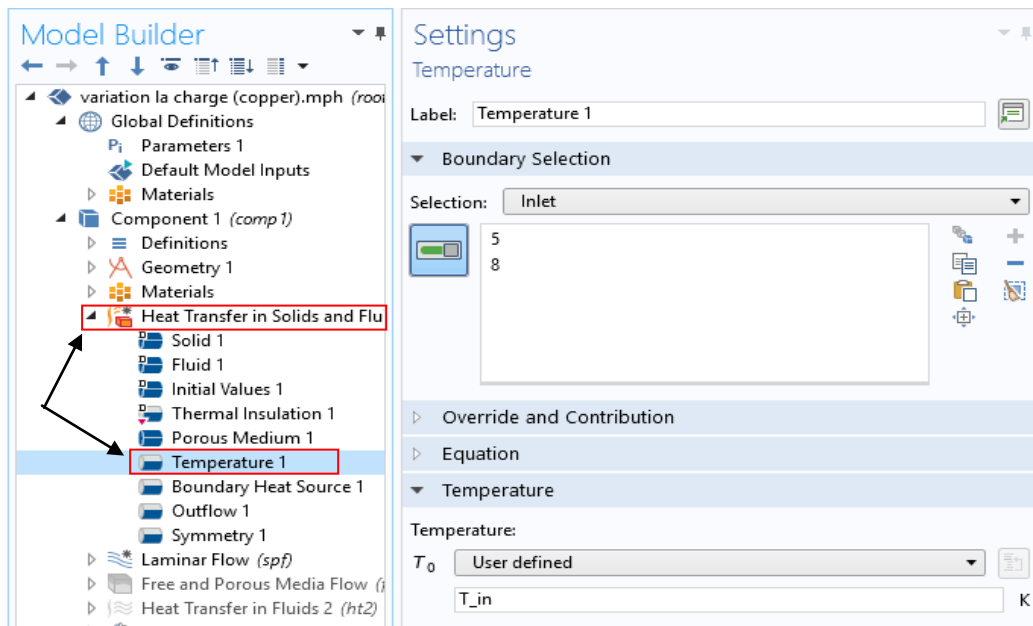 Model Builder
variation la charge (copper).mph (root
Global Definitions
Pi Parameters 1
Default Model Inputs
Materials
Component 1 (comp1)
Definitions
Geometry 1
Materials
Heat Transfer in Solids and Flu
Solid 1
Fluid 1
Initial Values 1
Thermal Insulation 1
Porous Medium 1
Temperature 1
Boundary Heat Source 1
Outflow 1
Symmetry 1
Laminar Flow (spf)
Free and Porous Media Flow (
Heat Transfer in Fluids 2 (ht2)
Settings
Temperature
Label: Temperature 1
Boundary Selection
Selection: Inlet
5
8
Override and Contribution
Equation
Temperature
Temperature:
T0 User defined
T_in K